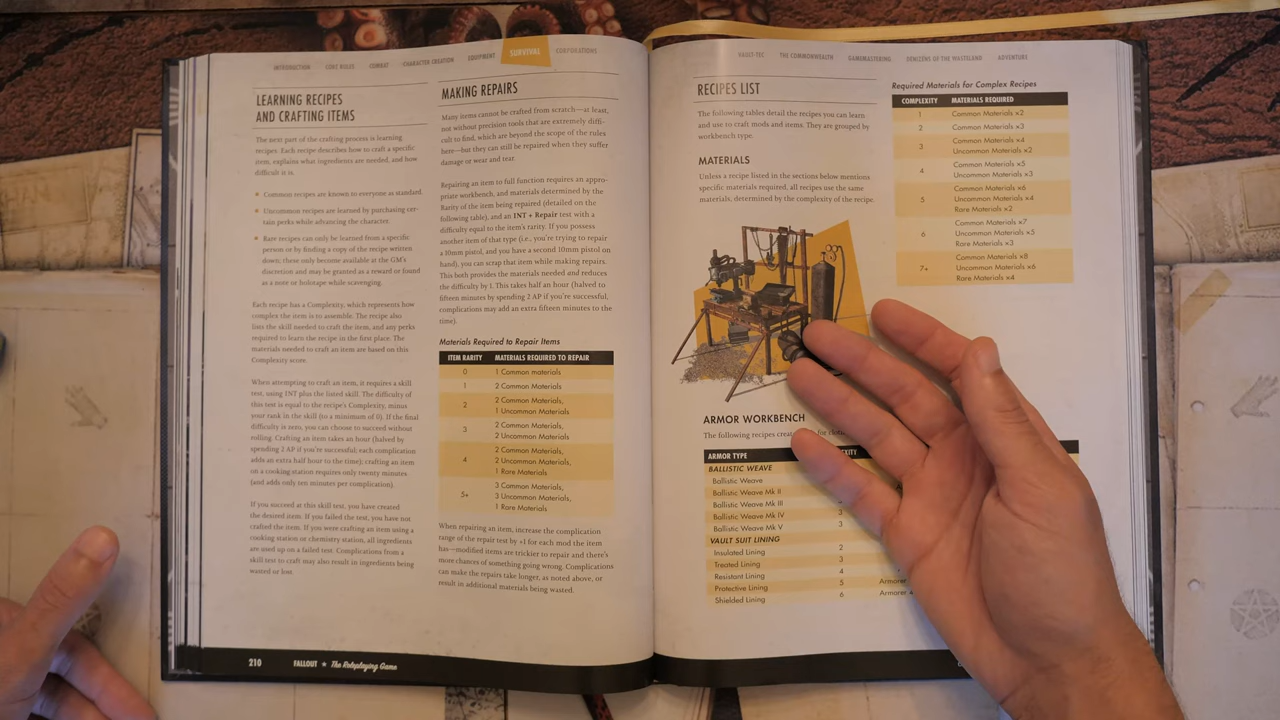 INTRODUCTION CORE RULES COMBAT CHARACTER CREATION EQUIPMENT SURVIVAL CORPORATIONS
LEARNING RECIPES
AND CRAFTING ITEMS
The next part of the crafting process is learning
recipes. Each recipe describes how to craft a specific
item, explains what ingredients are needed, and how
difficult it is.
Common recipes are known to everyone as standard.
Uncommon recipes are learned by purchasing cer-
tain perks while advancing the character.
Rare recipes can only be learned from a specific
person or by finding a copy of the recipe written
down; these only become available at the GM's
discretion and may be granted as a reward or found
as a note or holotape while scavenging.
Each recipe has a Complexity, which represents how
complex the item is to assemble. The recipe also
lists the skill needed to craft the item, and any perks
required to learn the recipe in the first place. The
materials needed to craft an item are based on this
Complexity score.
When attempting to craft an item, it requires a skill
test, using INT plus the listed skill. The difficulty of
this test is equal to the recipe's Complexity, minus
your rank in the skill (to a minimum of 0). If the final
difficulty is zero, you can choose to succeed without
rolling. Crafting an item takes an hour (halved by
spending 2 AP if you're successful; each complication
adds an extra half hour to the time); crafting an item
on a cooking station requires only twenty minutes
(and adds only ten minutes per complication).
If you succeed at this skill test, you have created
the desired item. If you failed the test, you have not
crafted the item. If you were crafting an item using a
cooking station or chemistry station, all ingredients
are used up on a failed test. Complications from a
skill test to craft may also result in ingredients being
wasted or lost.
MAKING REPAIRS
Many items cannot be crafted from scratch—at least,
not without precision tools that are extremely diffi-
cult to find, which are beyond the scope of the rules
here—but they can still be repaired when they suffer
damage or wear and tear.
Repairing an item to full function requires an appro-
priate workbench, and materials determined by the
Rarity of the item being repaired (detailed on the
following table), and an INT + Repair test with a
difficulty equal to the item's rarity. If you possess
another item of that type (i.e., you're trying to repair
a 10mm pistol, and you have a second 10mm pistol on
hand), you can scrap that item while making repairs.
This both provides the materials needed and reduces
the difficulty by 1. This takes half an hour (halved to
fifteen minutes by spending 2 AP if you're successful,
complications may add an extra fifteen minutes to the
time).
Materials Required to Repair Items
ITEM RARITY MATERIALS REQUIRED TO REPAIR
0 1 Common materials
1 2 Common Materials
2 2 Common Materials,
1 Uncommon Materials
3 2 Common Materials,
2 Uncommon Materials
4 2 Common Materials,
2 Uncommon Materials,
1 Rare Materials
5+ 3 Common Materials,
3 Uncommon Materials,
1 Rare Materials
When repairing an item, increase the complication
range of the repair test by +1 for each mod the item
has—modified items are trickier to repair and there's
more chances of something going wrong. Complications
can make the repairs take longer, as noted above, or
result in additional materials being wasted.
210 FALLOUT ★ The Roleplaying Game
VAULT-TEC THE COMMONWEALTH GAMEMASTERING DENIZENS OF THE WASTELAND ADVENTURE
RECIPES LIST
The following tables detail the recipes you can learn
and use to craft mods and items. They are grouped by
workbench type.
MATERIALS
Unless a recipe listed in the sections below mentions
specific materials required, all recipes use the same
materials, determined by the complexity of the recipe.
Required Materials for Complex Recipes
COMPLEXITY MATERIALS REQUIRED
1 Common Materials ×2
2 Common Materials ×3
3 Common Materials ×4
Uncommon Materials ×2
4 Common Materials ×5
Uncommon Materials ×3
5 Common Materials ×6
Uncommon Materials ×4
Rare Materials ×2
6 Common Materials ×7
Uncommon Materials ×5
Rare Materials ×3
7+ Common Materials ×8
Uncommon Materials ×6
Rare Materials ×4
ARMOR WORKBENCH
The following recipes
ARMOR TYPE
BALLISTIC WEAVE
Ballistic Weave
Ballistic Weave Mk II
Ballistic Weave Mk III
Ballistic Weave Mk IV 3
Ballistic Weave Mk V 3
VAULT SUIT LINING
Insulated Lining 2
Treated Lining 3
Resistant Lining 4
Protective Lining 5 Armorer
Shielded Lining 6 Armorer